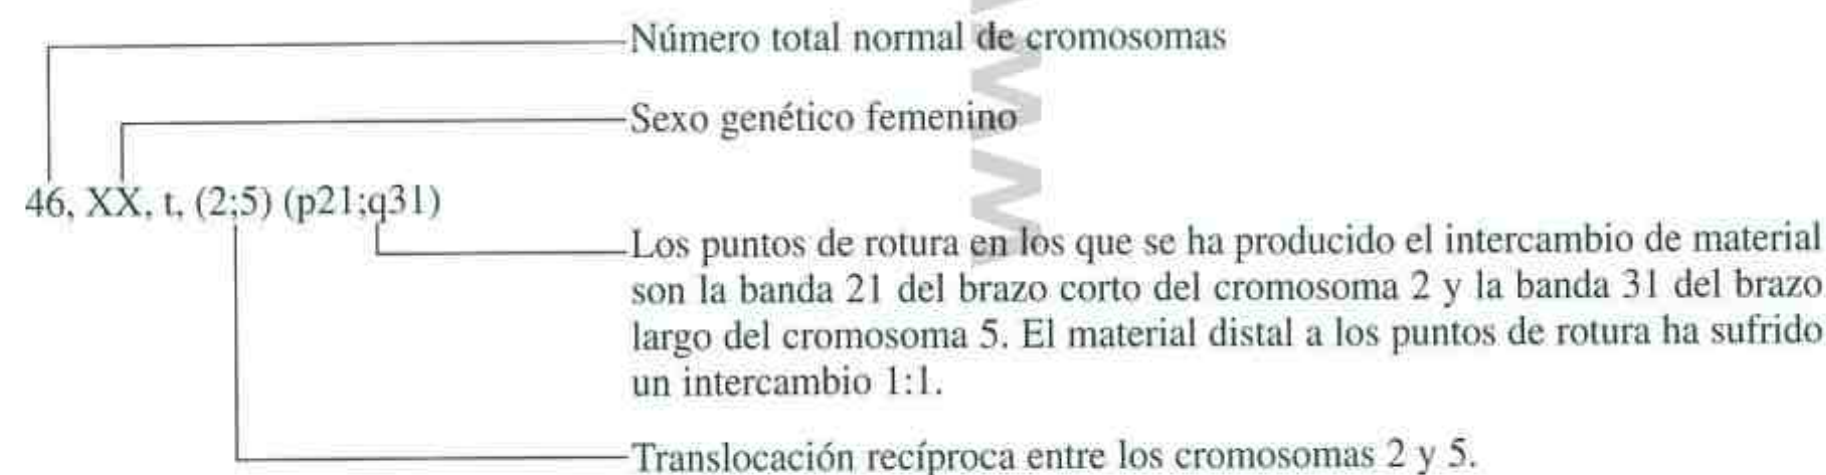 Número total normal de cromosomas
Sexo genético femenino
46, XX, t, (2;5) (p21;q31)
Los puntos de rotura en los que se ha producido el intercambio de material
son la banda 21 del brazo corto del cromosoma 2 y la banda 31 del brazo
largo del cromosoma 5. El material distal a los puntos de rotura ha sufrido
un intercambio 1:1.
Translocación recíproca entre los cromosomas 2 y 5.